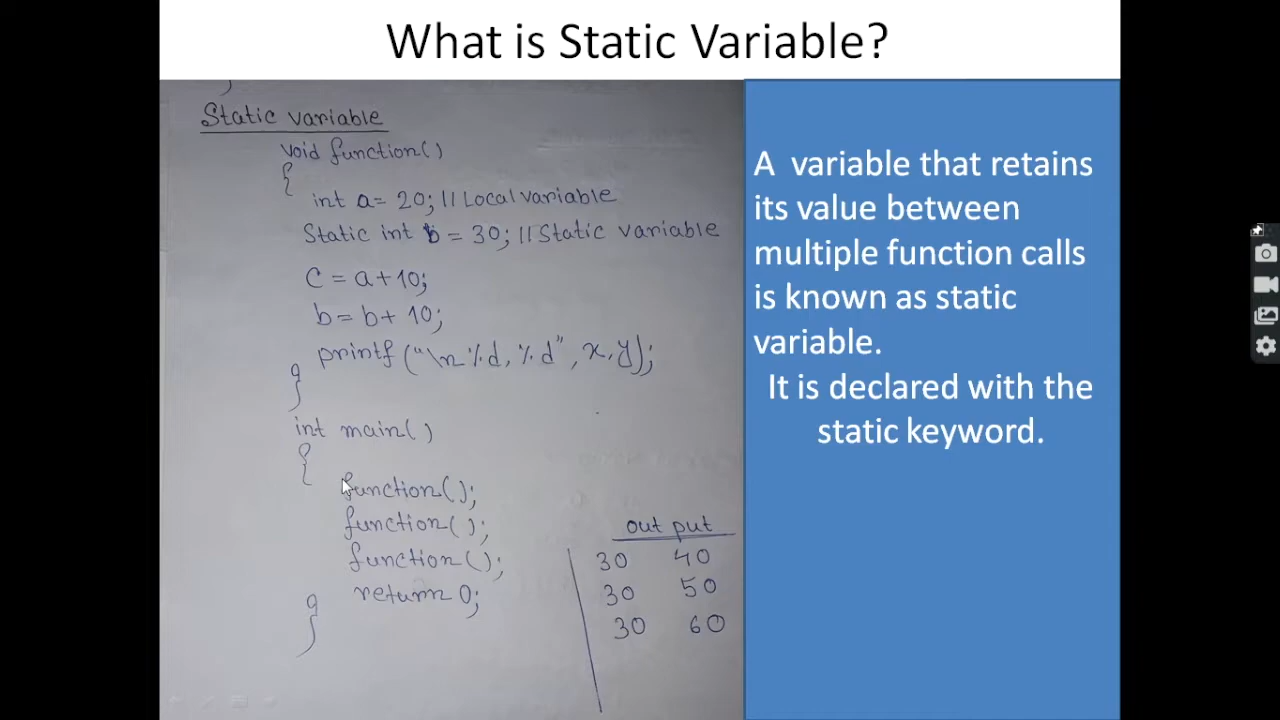 What is Static Variable?
Static variable
void function()
{
int a= 20; //Local variable
Static int b = 30; //Static variable
C = a+10;
b = b+ 10;
printf ("\n %d, %d", x, y);
}
int main()
{
function();
function();
function();
return 0;
}
out put
30 40
30 50
30 60
A variable that retains
its value between
multiple function calls
is known as static
variable.
It is declared with the
static keyword.